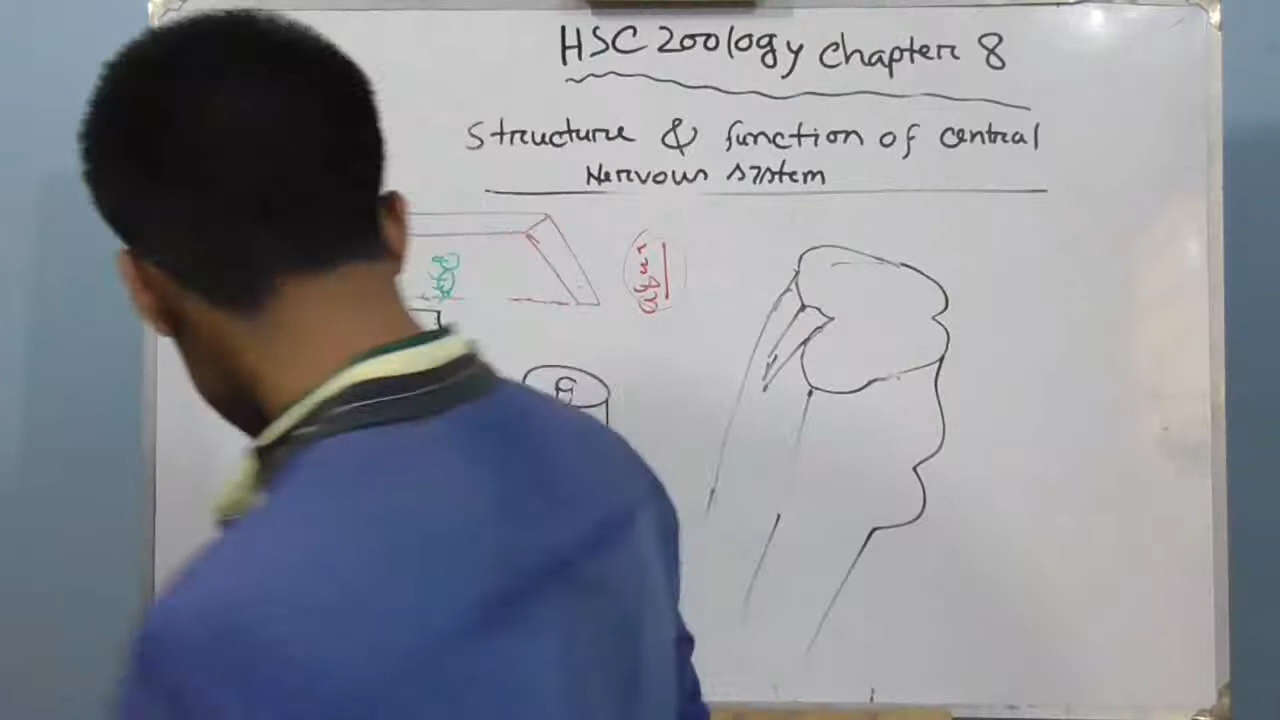 HSC Zoology Chapter 8
Structure & function of central
Nervous system